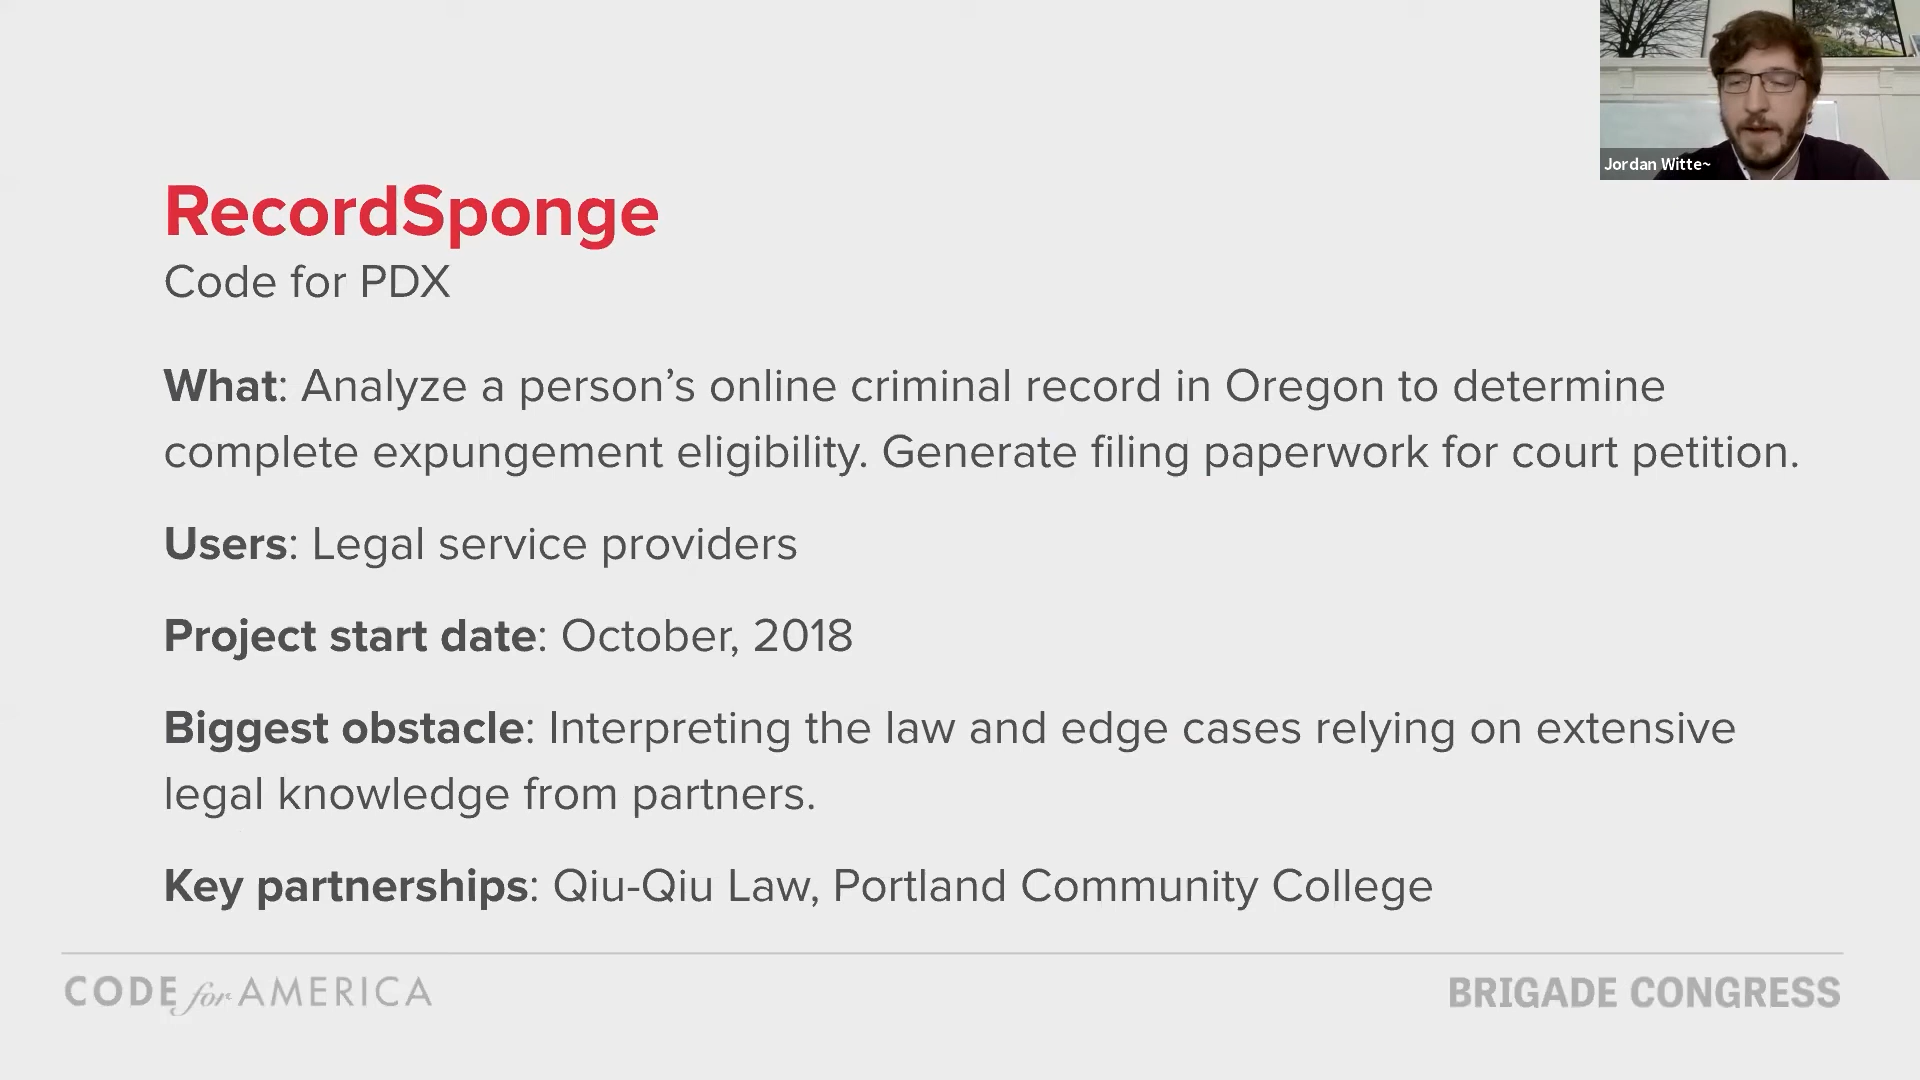 Jordan Witte~
RecordSponge
Code for PDX
What: Analyze a person’s online criminal record in Oregon to determine
complete expungement eligibility. Generate filing paperwork for court petition.
Users: Legal service providers
Project start date: October, 2018
Biggest obstacle: Interpreting the law and edge cases relying on extensive
legal knowledge from partners.
Key partnerships: Qiu-Qiu Law, Portland Community College
CODE for AMERICA
BRIGADE CONGRESS